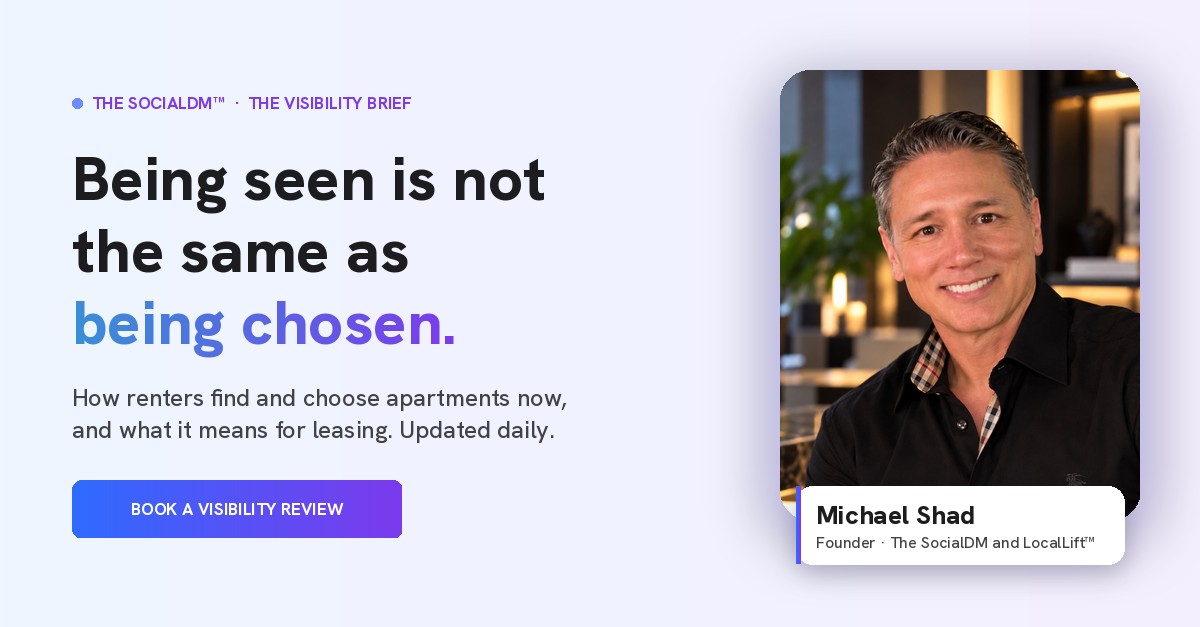 THE SOCIALDM™ · THE VISIBILITY BRIEF
Being seen is not
the same as
being chosen.
How renters find and choose apartments now,
and what it means for leasing. Updated daily.
BOOK A VISIBILITY REVIEW
Michael Shad
Founder · The SocialDM and LocalLift™